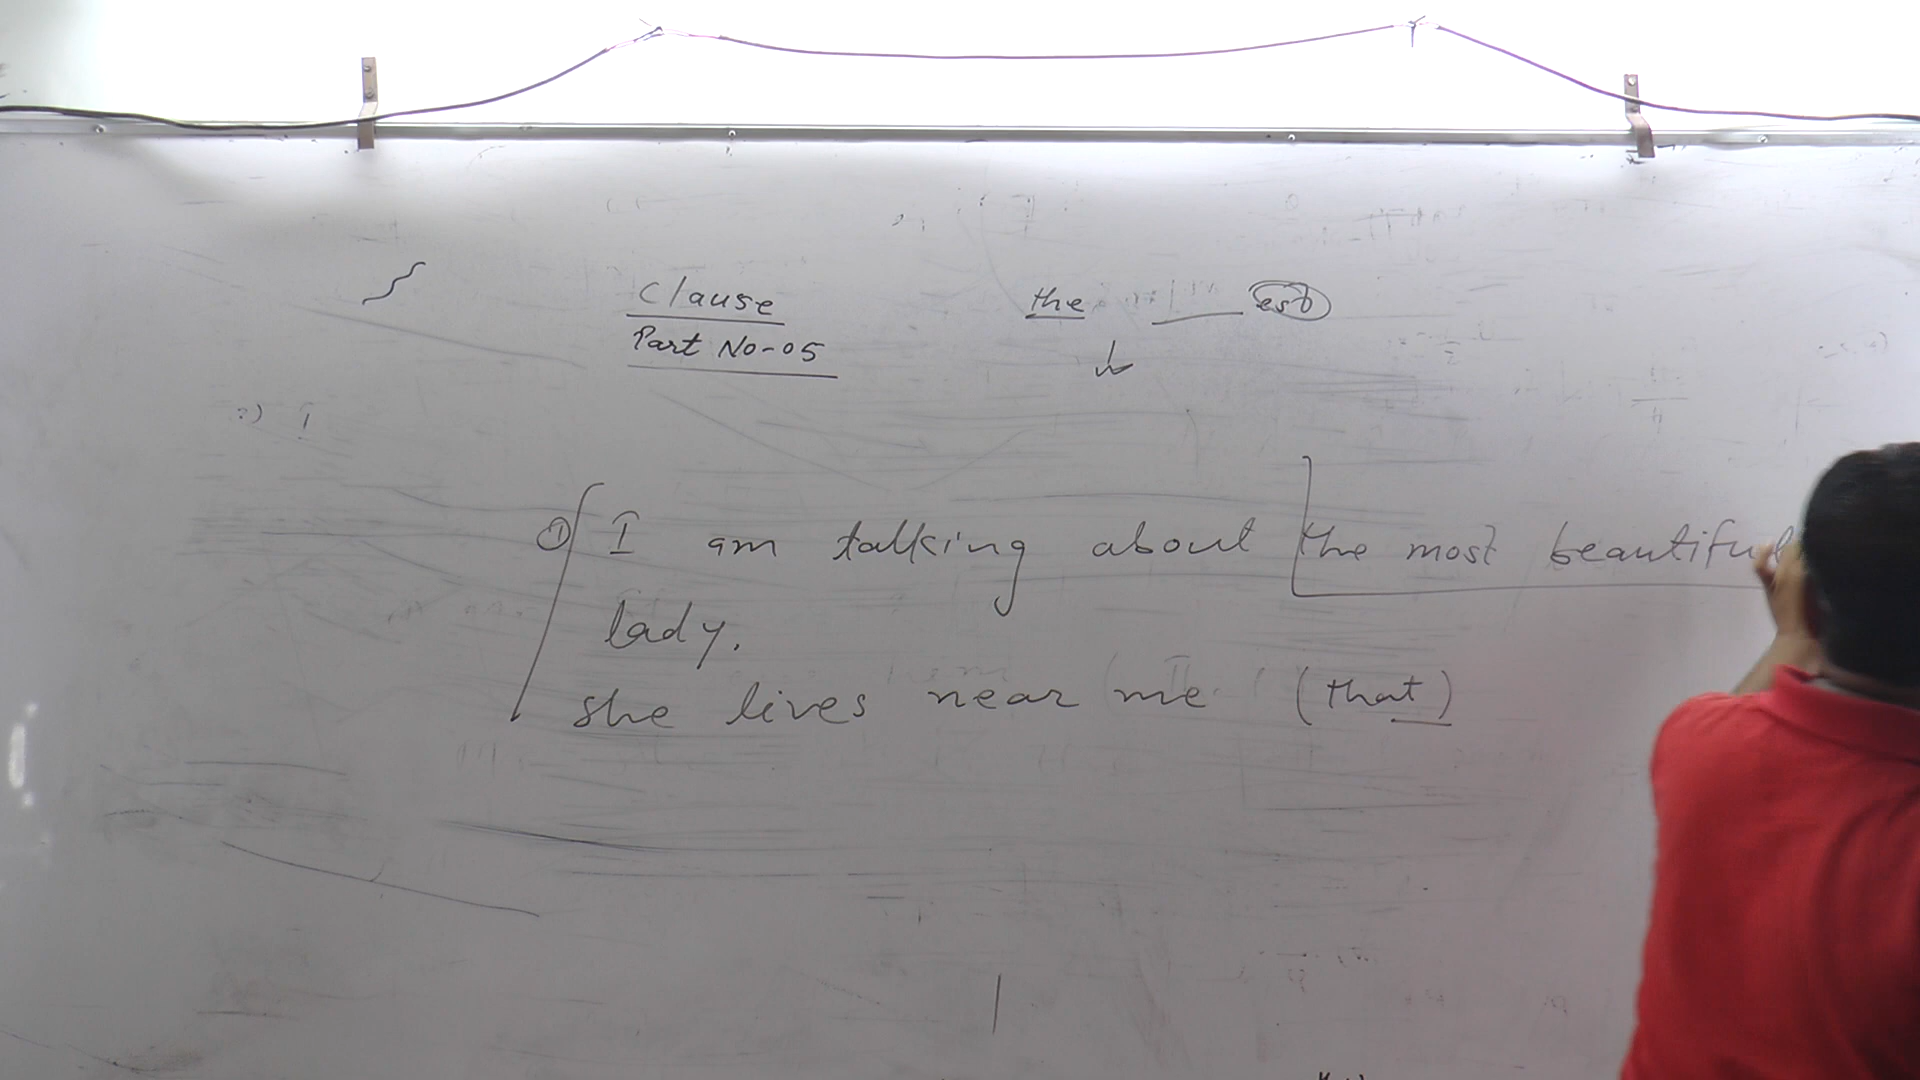 Clause
Part No-05
the ___ est
① I am talking about the most beautiful
lady.
she lives near me (that)